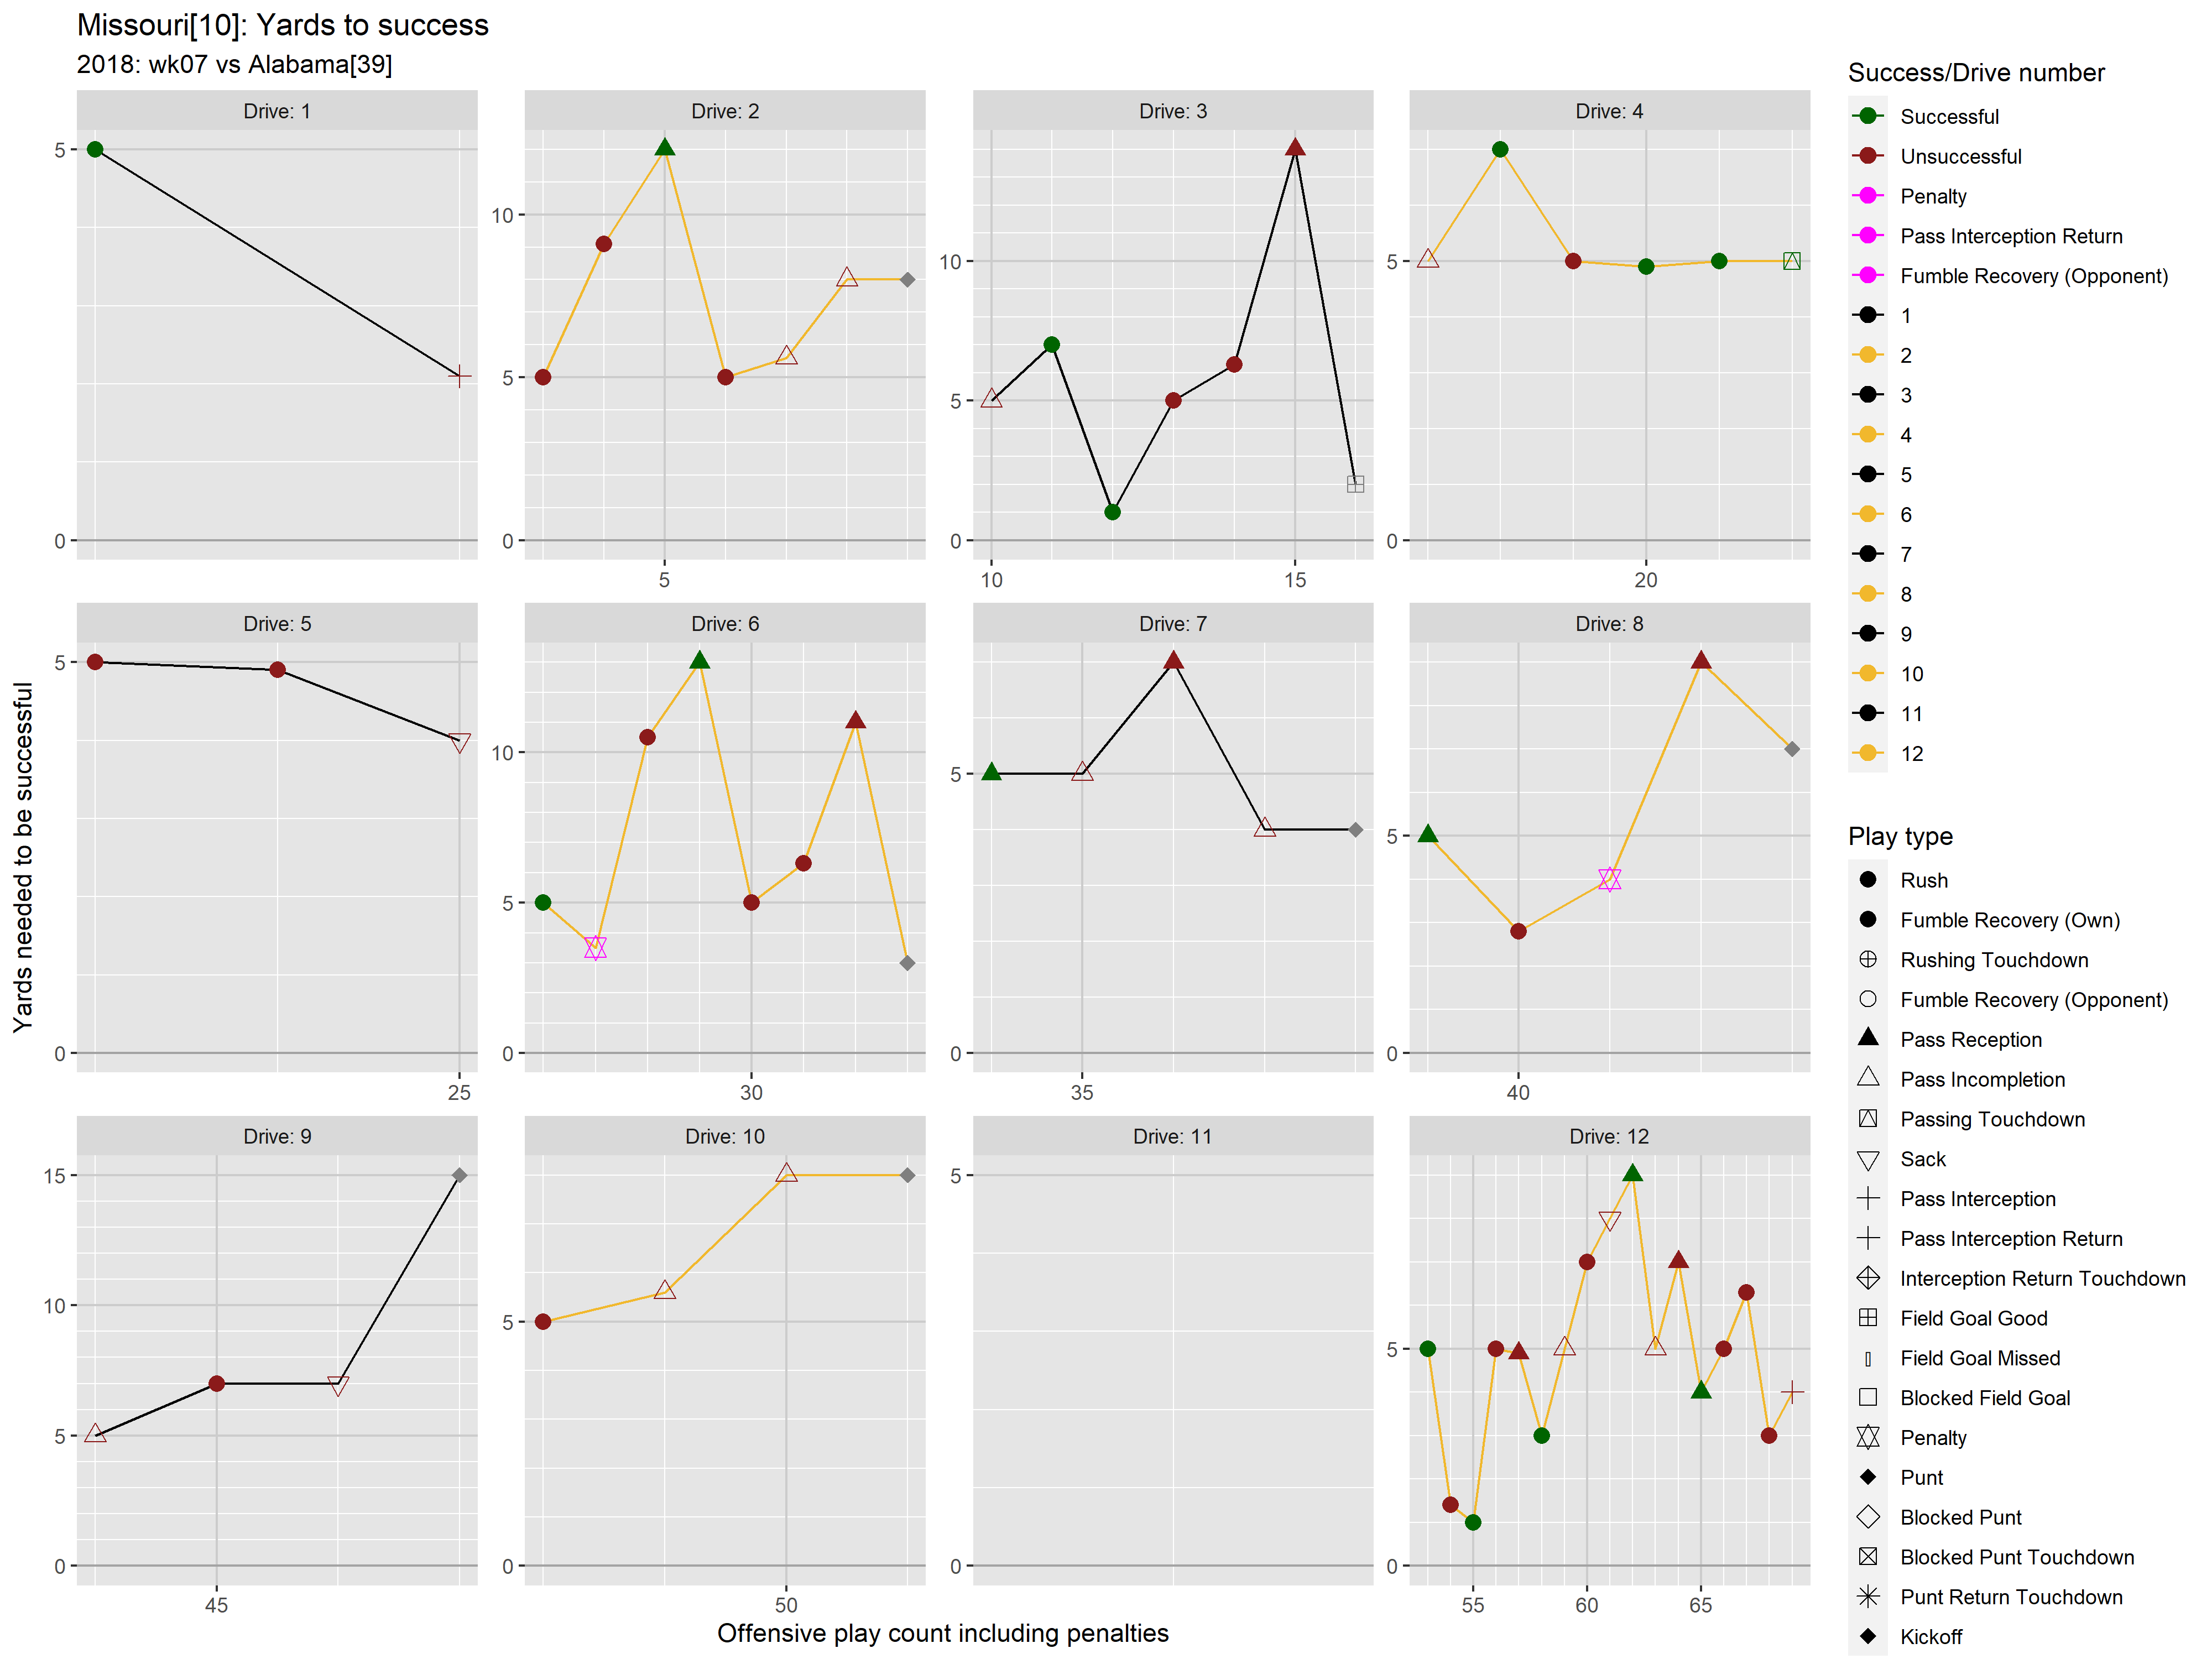 Missouri[10]: Yards to success
2018: wk07 vs Alabama[39]
Drive: 1
Drive: 2
Drive: 3
Drive: 4
5
0
10
5
0
5
10
5
0
10
15
5
0
20
Drive: 5
Drive: 6
Drive: 7
Drive: 8
5
0
25
10
5
0
30
5
0
35
5
0
40
Drive: 9
Drive: 10
Drive: 11
Drive: 12
15
10
5
0
45
5
0
50
5
0
5
0
55
60
65
Yards needed to be successful
Offensive play count including penalties
Success/Drive number
Successful
Unsuccessful
Penalty
Pass Interception Return
Fumble Recovery (Opponent)
1
2
3
4
5
6
7
8
9
10
11
12
Play type
Rush
Fumble Recovery (Own)
Rushing Touchdown
Fumble Recovery (Opponent)
Pass Reception
Pass Incompletion
Passing Touchdown
Sack
Pass Interception
Pass Interception Return
Interception Return Touchdown
Field Goal Good
Field Goal Missed
Blocked Field Goal
Penalty
Punt
Blocked Punt
Blocked Punt Touchdown
Punt Return Touchdown
Kickoff